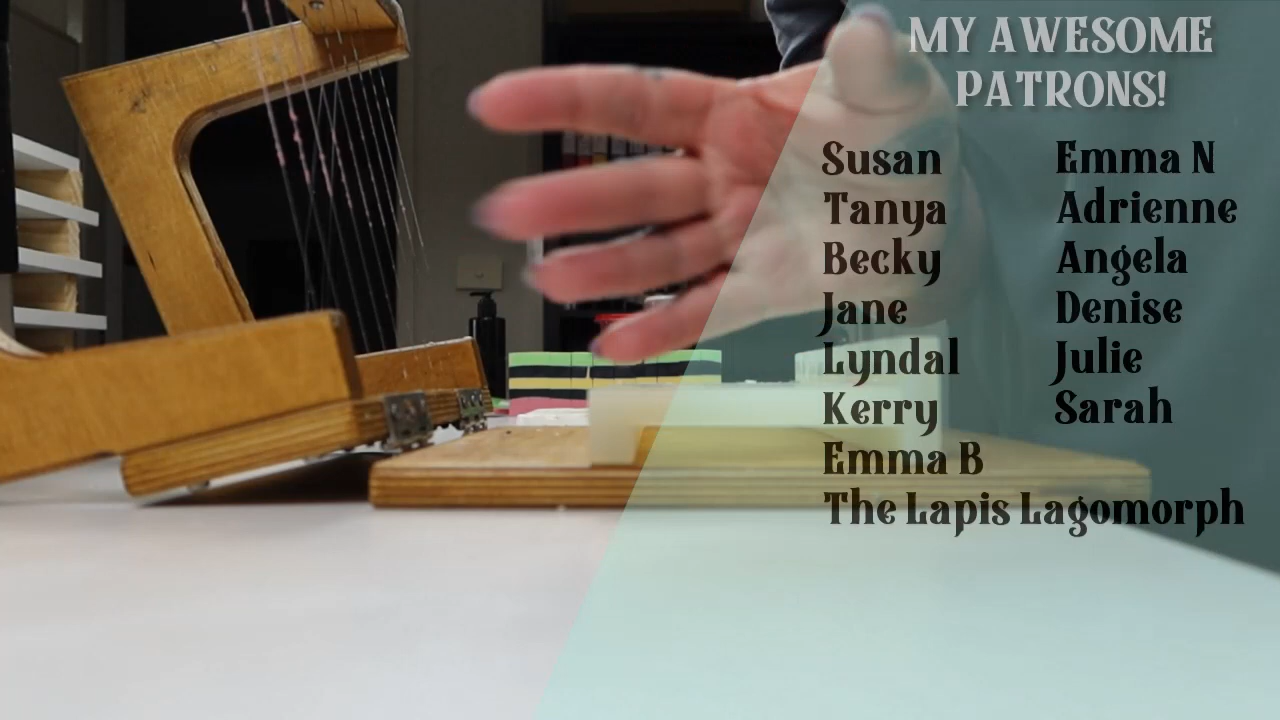 MY AWESOME
PATRONS!
Susan
Tanya
Becky
Jane
Lyndal
Kerry
Emma B
The Lapis Lagomorph
Emma N
Adrienne
Angela
Denise
Julie
Sarah